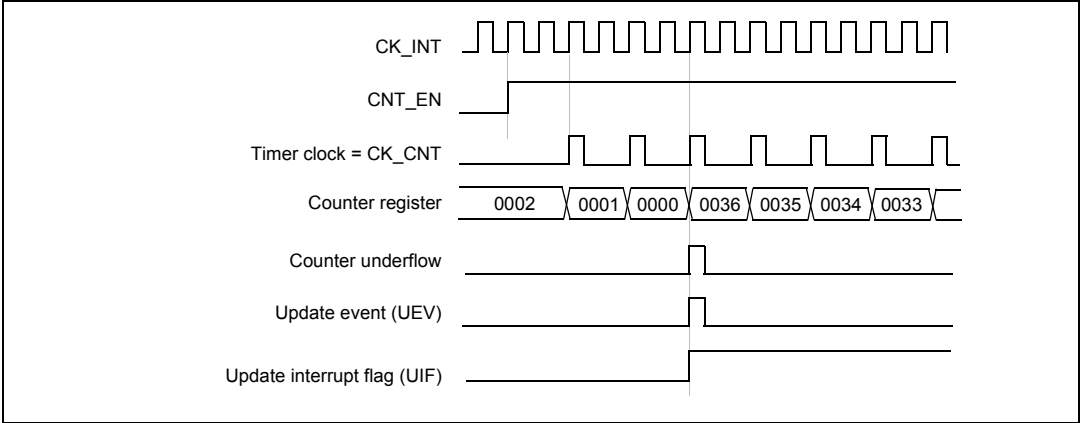 CK_INT
CNT_EN
Timer clock = CK_CNT
Counter register 0002 0001 0000 0036 0035 0034 0033
Counter underflow
Update event (UEV)
Update interrupt flag (UIF)